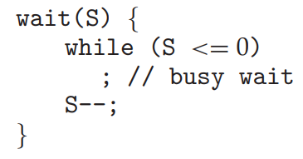 wait(S) {
while (S <= 0)
; // busy wait
S--;
}